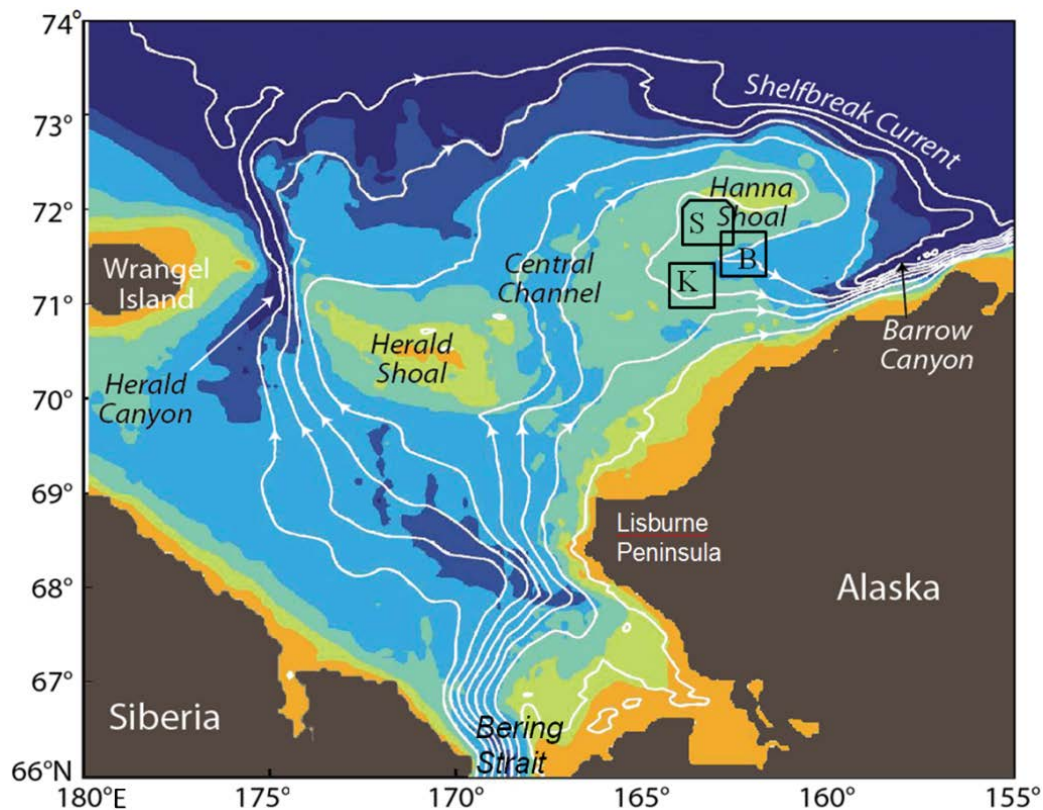 74°
73°
72°
71°
70°
69°
68°
67°
66°N
180°E
175°
170°
165°
160°
155°
Shelfbreak Current
Hanna
Shoal
S
B
K
Wrangel
Island
Central
Channel
Herald
Shoal
Barrow
Canyon
Herald
Canyon
Lisburne
Peninsula
Alaska
Siberia
Bering
Strait